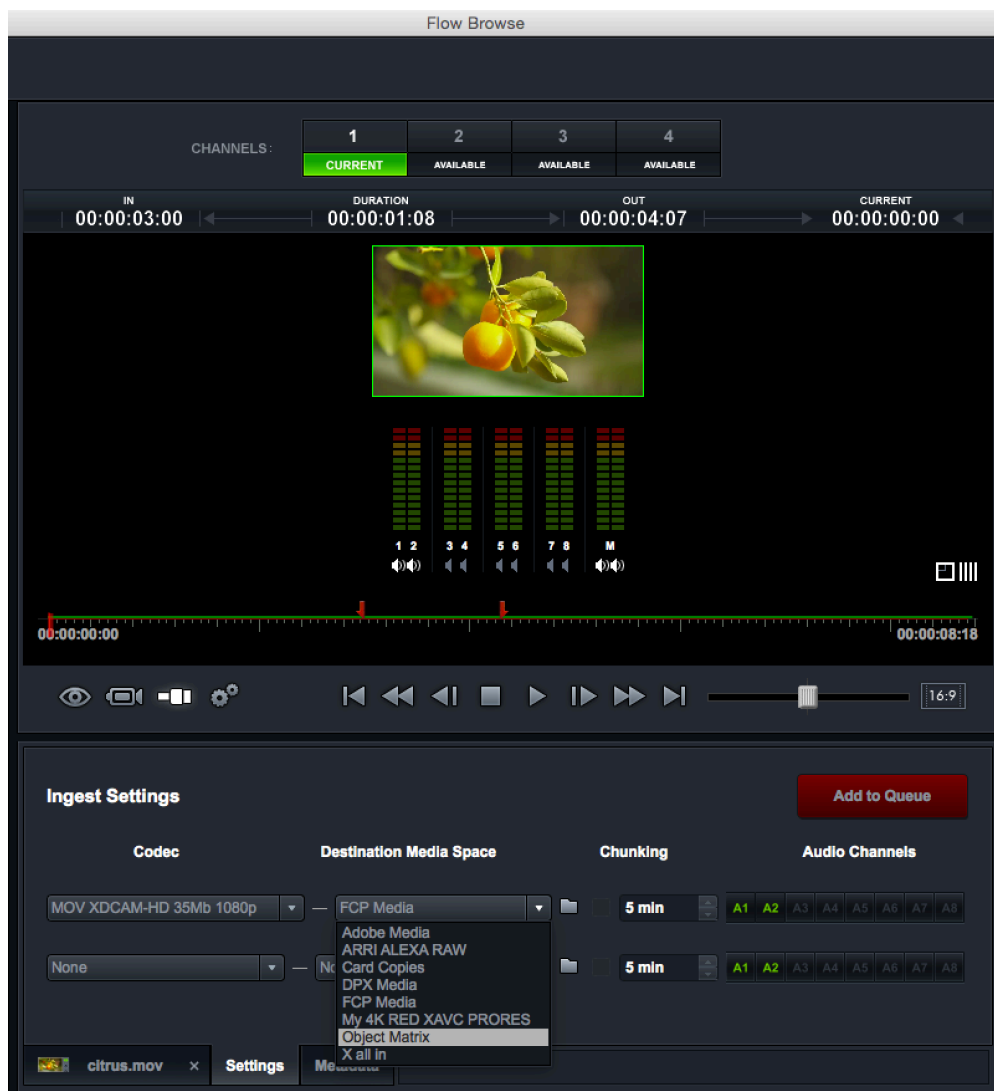 Flow Browse
CHANNELS: 1 2 3 4
CURRENT AVAILABLE AVAILABLE AVAILABLE
IN DURATION OUT CURRENT
00:00:03:00 00:00:01:08 00:00:04:07 00:00:00:00
1 2 3 4 5 6 7 8 M
00:00:00:00 00:00:08:18
16:9
Ingest Settings Add to Queue
Codec Destination Media Space Chunking Audio Channels
MOV XDCAM-HD 35Mb 1080p — FCP Media 5 min A1 A2 A3 A4 A5 A6 A7 A8
Adobe Media
ARRI ALEXA RAW
None — Card Copies 5 min A1 A2 A3 A4 A5 A6 A7 A8
DPX Media
FCP Media
My 4K RED XAVC PRORES
Object Matrix
X all in
citrus.mov × Settings